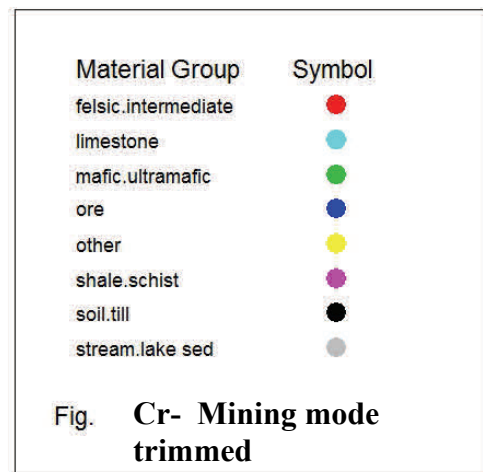 Material Group Symbol
felsic.intermediate
limestone
mafic.ultramafic
ore
other
shale.schist
soil.till
stream.lake sed
Fig. Cr- Mining mode
trimmed